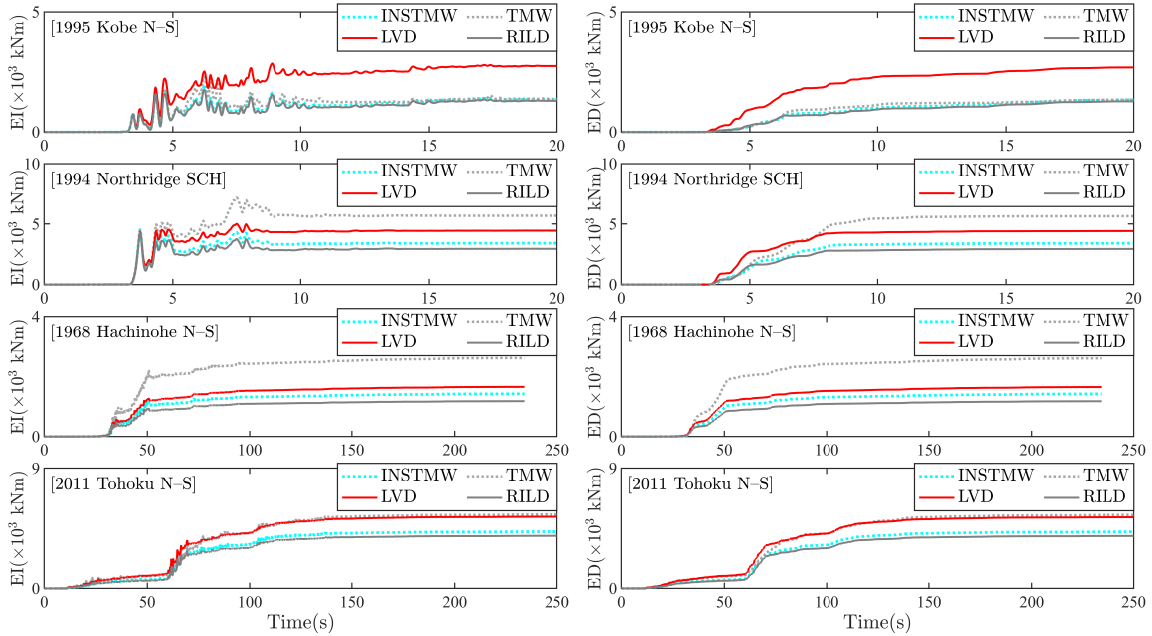 5
[1995 Kobe N–S]
INSTMW
TMW
LVD
RILD
EI(×10³ kNm)
0
0
5
10
15
20
5
[1995 Kobe N–S]
INSTMW
TMW
LVD
RILD
ED(×10³ kNm)
0
0
5
10
15
20
10
[1994 Northridge SCH]
INSTMW
TMW
LVD
RILD
EI(×10³ kNm)
5
0
0
5
10
15
20
10
[1994 Northridge SCH]
INSTMW
TMW
LVD
RILD
ED(×10³ kNm)
5
0
0
5
10
15
20
4
[1968 Hachinohe N–S]
INSTMW
TMW
LVD
RILD
EI(×10³ kNm)
0
0
50
100
150
200
250
4
[1968 Hachinohe N–S]
INSTMW
TMW
LVD
RILD
ED(×10³ kNm)
0
0
50
100
150
200
250
9
[2011 Tohoku N–S]
INSTMW
TMW
LVD
RILD
EI(×10³ kNm)
0
0
50
100
150
200
250
Time(s)
9
[2011 Tohoku N–S]
INSTMW
TMW
LVD
RILD
ED(×10³ kNm)
0
0
50
100
150
200
250
Time(s)